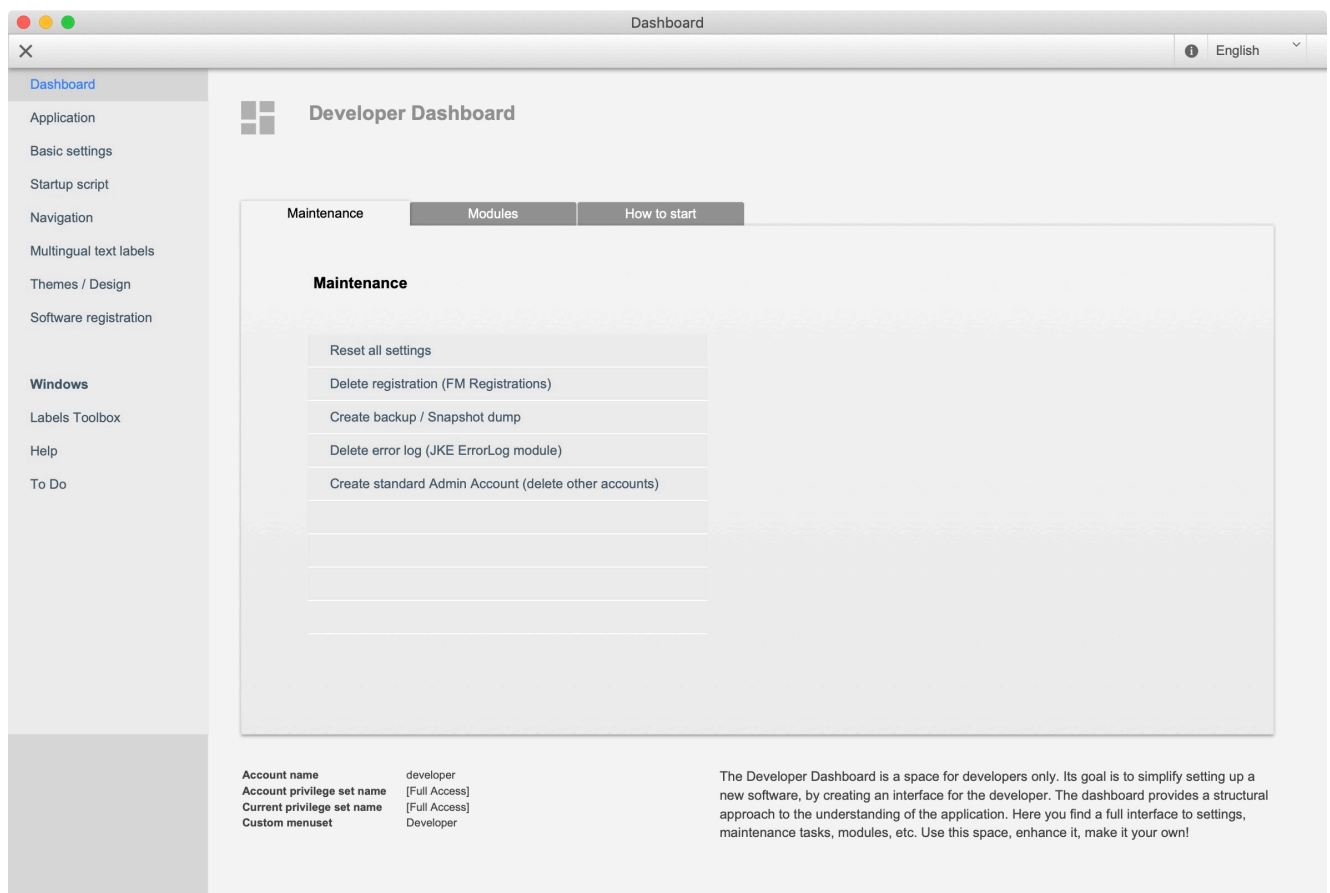 Dashboard
English
Dashboard
Application
Basic settings
Startup script
Navigation
Multingual text labels
Themes / Design
Software registration
Windows
Labels Toolbox
Help
To Do
Developer Dashboard
Maintenance
Modules
How to start
Maintenance
Reset all settings
Delete registration (FM Registrations)
Create backup / Snapshot dump
Delete error log (JKE ErrorLog module)
Create standard Admin Account (delete other accounts)
Account name developer
Account privilege set name [Full Access]
Current privilege set name [Full Access]
Custom menuset Developer
The Developer Dashboard is a space for developers only. Its goal is to simplify setting up a
new software, by creating an interface for the developer. The dashboard provides a structural
approach to the understanding of the application. Here you find a full interface to settings,
maintenance tasks, modules, etc. Use this space, enhance it, make it your own!